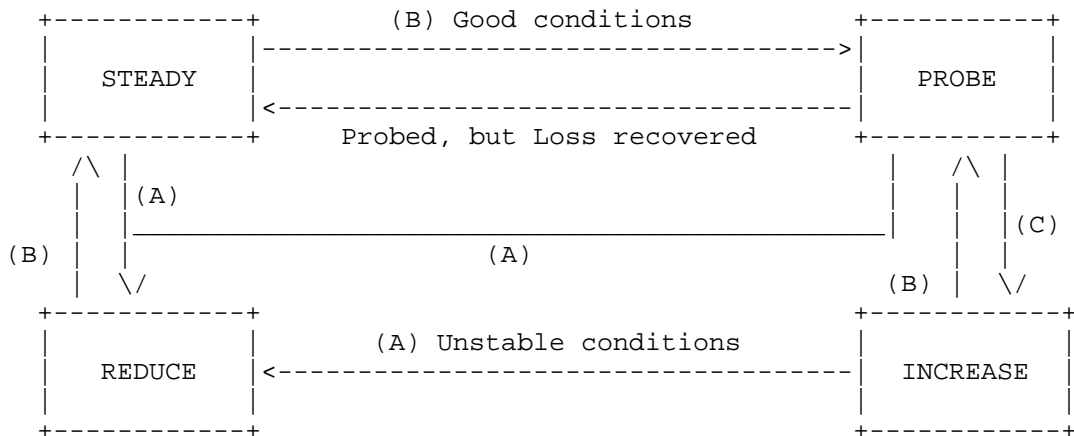 (B) Good conditions
STEADY
PROBE
Probed, but Loss recovered
(A)
(C)
(B)
(A)
(B)
(A) Unstable conditions
REDUCE
INCREASE